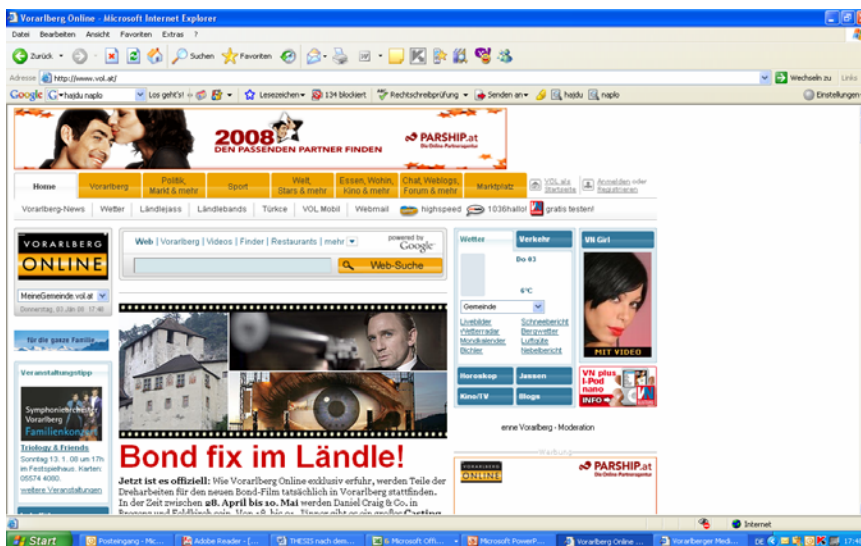 Vorarlberg Online - Microsoft Internet Explorer
Datei Bearbeiten Ansicht Favoriten Extras ?
Zurück Suchen Favoriten
Adresse http://www.vol.at/ Wechseln zu Links
Google hajdu naplo Los geht's! Lesezeichen 134 blockiert Rechtschreibprüfung Senden an hajdu naplo Einstellungen
2008
DEN PASSENDEN PARTNER FINDEN
PARSHIP.at
Die Online-Partneragentur
Home Vorarlberg Politik, Markt & mehr Sport Welt, Stars & mehr Essen, Wohin, Kino & mehr Chat, Weblogs, Forum & mehr Marktplatz VOL als Startseite Anmelden oder Registrieren
Vorarlberg-News Wetter Ländlejass Ländlebands Türkce VOL Mobil Webmail highspeed 1036hallo! gratis testen!
VORARLBERG
ONLINE
MeineGemeinde.vol.at
Donnerstag, 03 Jän 08 17:46
für die ganze Familie
Veranstaltungstipp
Symphonieorchester
Vorarlberg
Familienkonzert
Triology & Friends
Sonntag 13. 1. 08 um 17h
im Festspielhaus. Karten:
05574 4080.
weitere Veranstaltungen
Web | Vorarlberg | Videos | Finder | Restaurants | mehr
powered by
Google
Web-Suche
Bond fix im Ländle!
Jetzt ist es offiziell: Wie Vorarlberg Online exklusiv erfuhr, werden Teile der
Dreharbeiten für den neuen Bond-Film tatsächlich in Vorarlberg stattfinden.
In der Zeit zwischen 28. April bis 10. Mai werden Daniel Craig & Co. in
Wetter Verkehr
Do 03
6°C
Gemeinde
Livebilder Schneebericht
Wetterradar Bergwetter
Mondkalender Luftgüte
Bichler Nebelbericht
Horoskop Jassen
Kino/TV Blogs
VN Girl
MIT VIDEO
VN plus
I-Pod
nano
INFO
enne Vorarlberg - Moderation
Werbung
VORARLBERG
ONLINE
PARSHIP.at
Die Online-Partneragentur
Internet
Start Posteingang - Mic... Adobe Reader - [... THESIS nach dem... 6 Microsoft Offi... Microsoft PowerP... Vorarlberg Online ... Vorarlberger Medi... DE